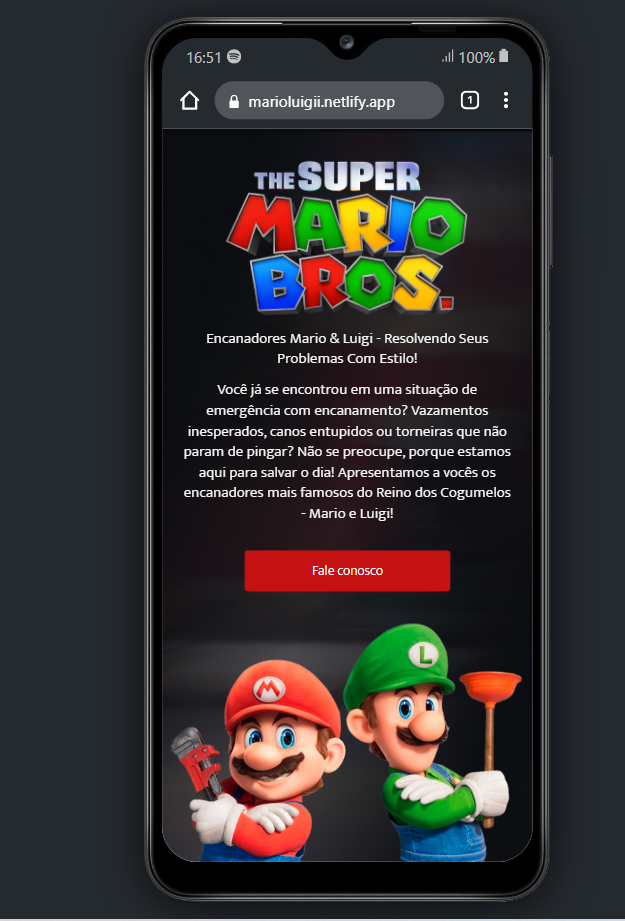 16:51
100%
marioluigii.netlify.app
1
THE SUPER
MARIO
BROS.
Encanadores Mario & Luigi - Resolvendo Seus
Problemas Com Estilo!
Você já se encontrou em uma situação de
emergência com encanamento? Vazamentos
inesperados, canos entupidos ou torneiras que não
param de pingar? Não se preocupe, porque estamos
aqui para salvar o dia! Apresentamos a vocês os
encanadores mais famosos do Reino dos Cogumelos
- Mario e Luigi!
Fale conosco
L
M